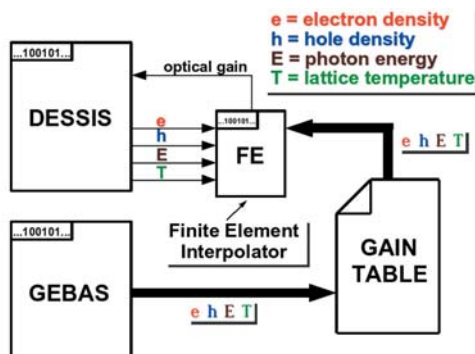 e = electron density
h = hole density
E = photon energy
T = lattice temperature
...100101...
DESSIS
optical gain
e
h
E
T
...100101...
FE
e h E T
Finite Element
Interpolator
...100101...
GEBAS
e h E T
GAIN
TABLE